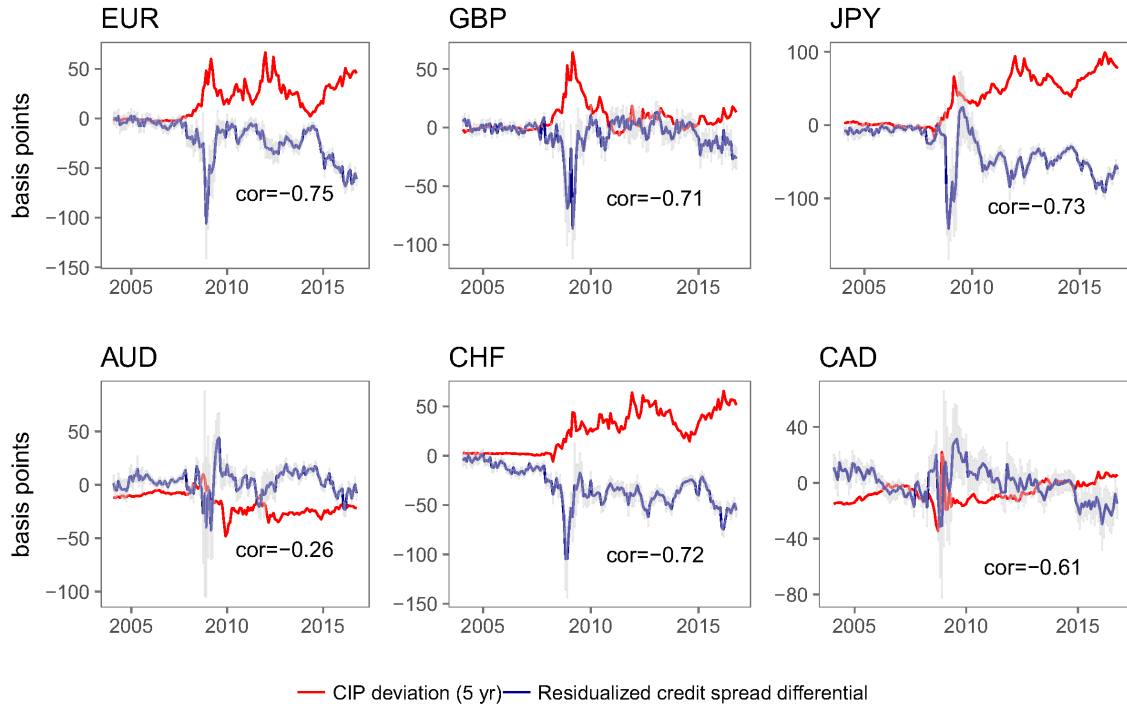 EUR
GBP
JPY
basis points
50
0
−50
−100
−150
cor=−0.75
2005
2010
2015
50
0
−50
−100
cor=−0.71
2005
2010
2015
100
0
−100
cor=−0.73
2005
2010
2015
AUD
CHF
CAD
basis points
50
0
−50
−100
cor=−0.26
2005
2010
2015
50
0
−50
−100
−150
cor=−0.72
2005
2010
2015
40
0
−40
−80
cor=−0.61
2005
2010
2015
CIP deviation (5 yr)
Residualized credit spread differential